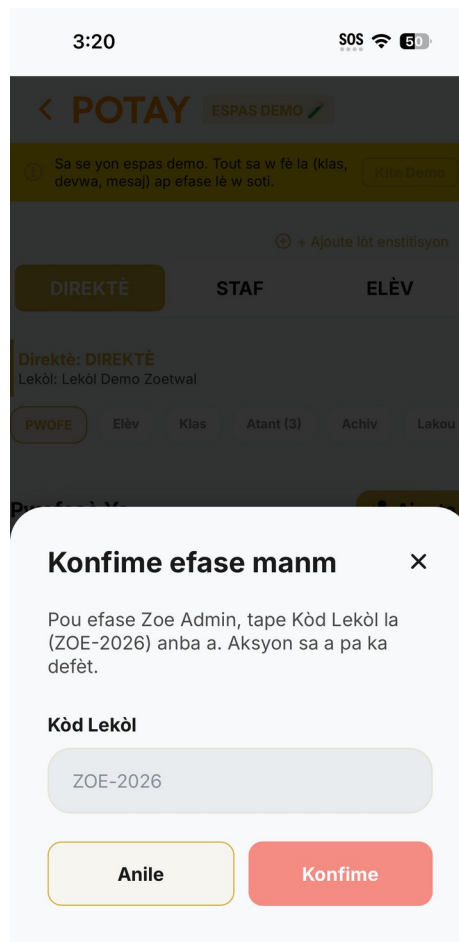 3:20
SOS
50
POTAY
ESPAS DEMO
Sa se yon espas demo. Tout sa w fè la (klas,
devwa, mesaj) ap efase lè w soti.
Kite Demo
+ Ajoute lòt enstitisyon
DIREKTÈ
STAF
ELÈV
Direktè: DIREKTÈ
Lekòl: Lekòl Demo Zoetwal
PWOFE
Elèv
Klas
Atant (3)
Achiv
Lakou
Konfime efase manm
Pou efase Zoe Admin, tape Kòd Lekòl la
(ZOE-2026) anba a. Aksyon sa a pa ka
defèt.
Kòd Lekòl
ZOE-2026
Anile
Konfime